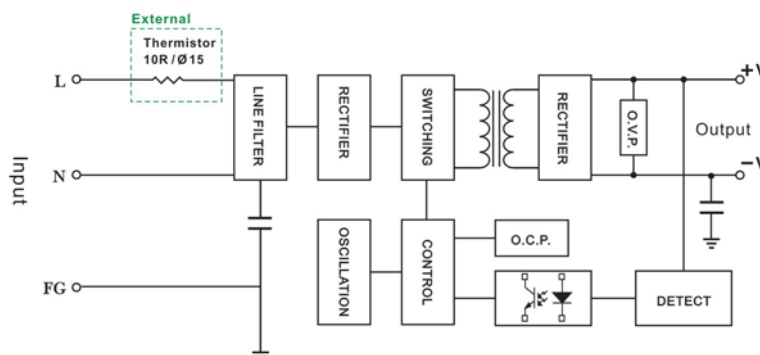 External
Thermistor
10R/Ø15
L
N
FG
Input
LINE FILTER
RECTIFIER
SWITCHING
RECTIFIER
O.V.P.
+V
Output
-V
OSCILLATION
CONTROL
O.C.P.
DETECT